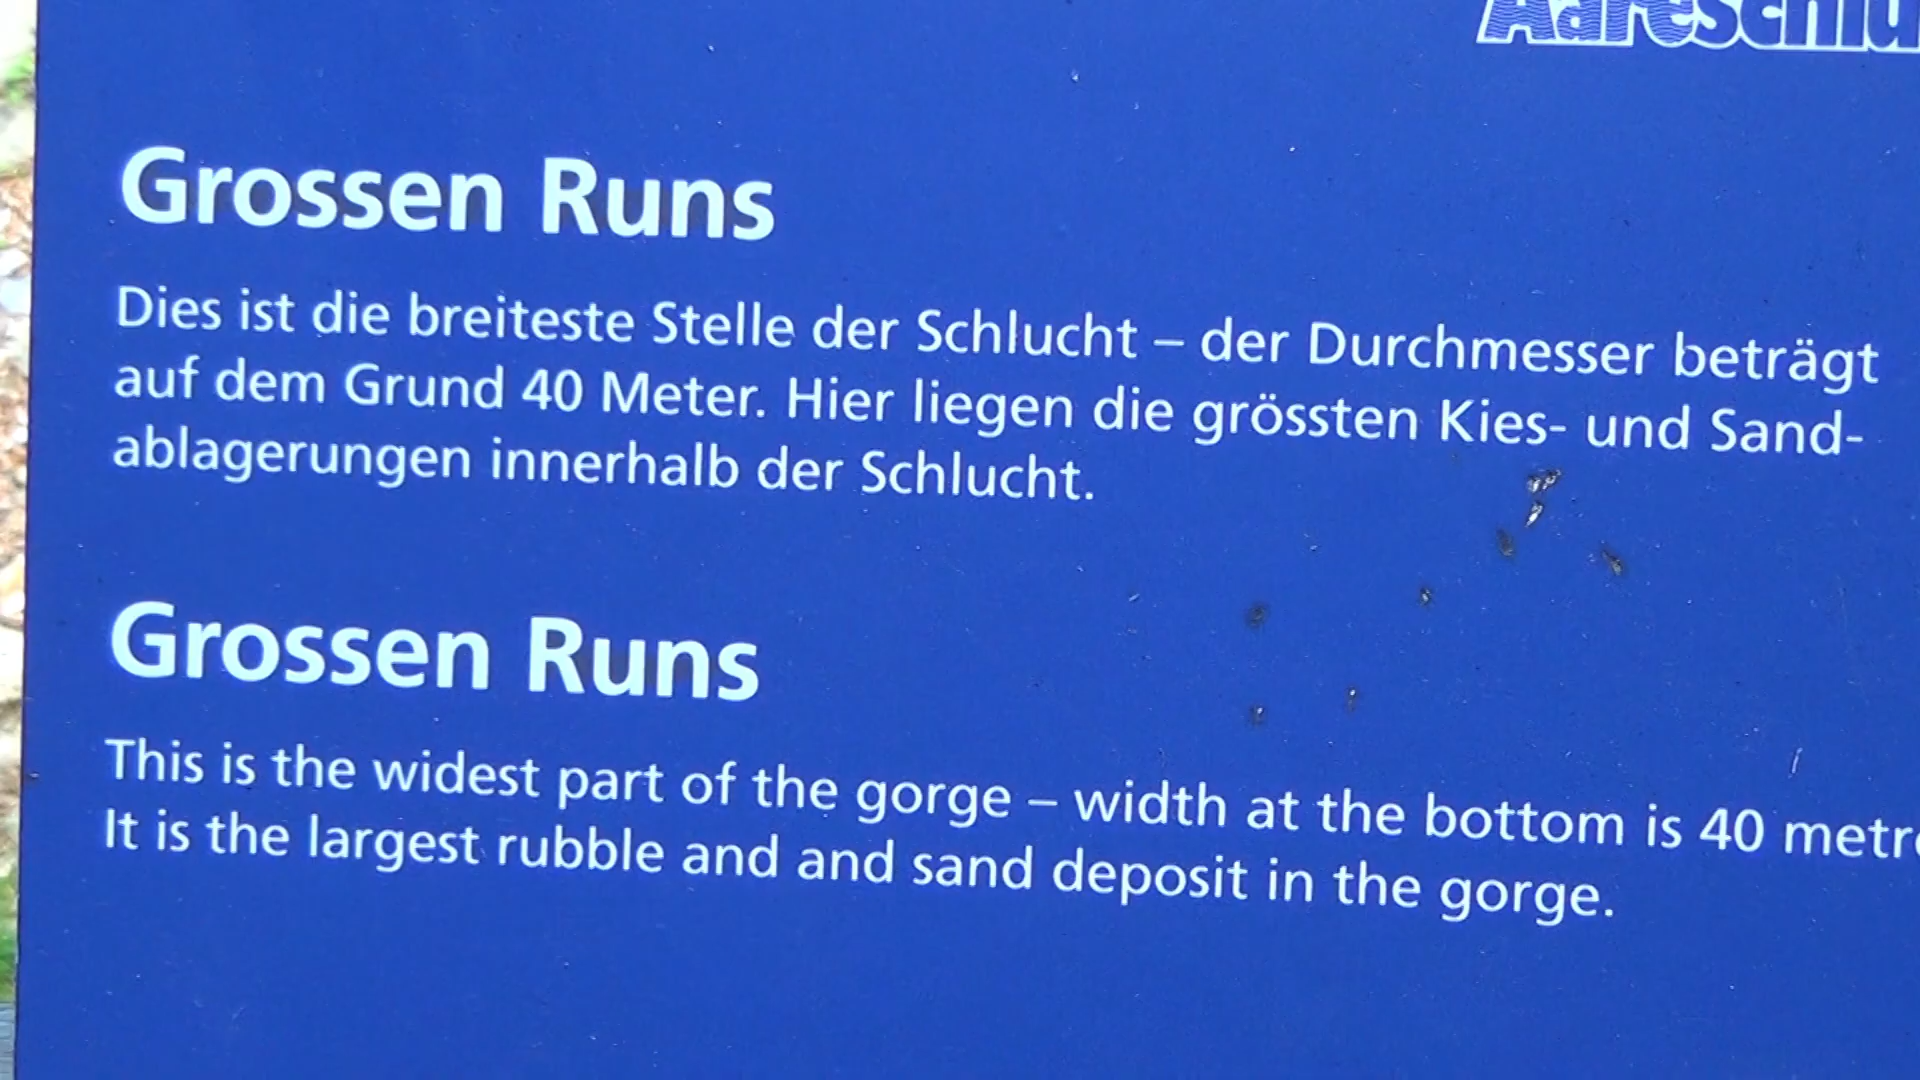 Grossen Runs
Dies ist die breiteste Stelle der Schlucht – der Durchmesser beträgt
auf dem Grund 40 Meter. Hier liegen die grössten Kies- und Sand-
ablagerungen innerhalb der Schlucht.
Grossen Runs
This is the widest part of the gorge – width at the bottom is 40
It is the largest rubble and and sand deposit in the gorge.